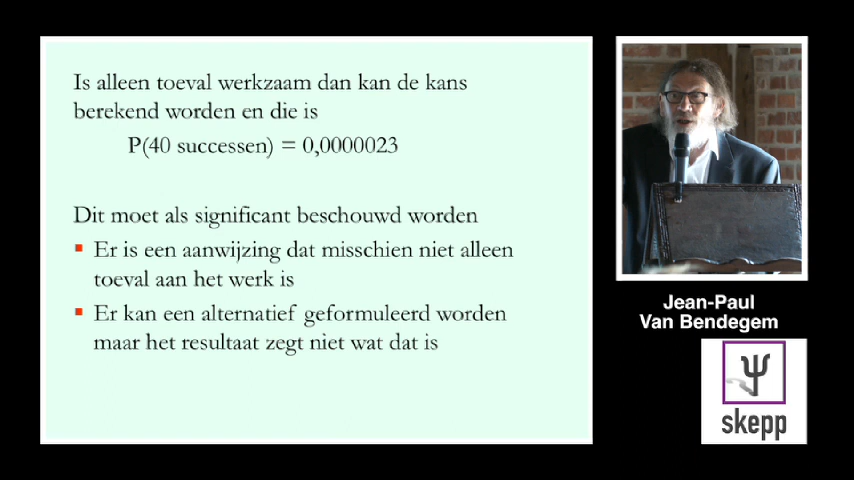 Is alleen toeval werkzaam dan kan de kans
berekend worden en die is
P(40 successen) = 0,0000023
Dit moet als significant beschouwd worden
Er is een aanwijzing dat misschien niet alleen
toeval aan het werk is
Er kan een alternatief geformuleerd worden
maar het resultaat zegt niet wat dat is
Jean-Paul
Van Bendegem
Ψ
skepp